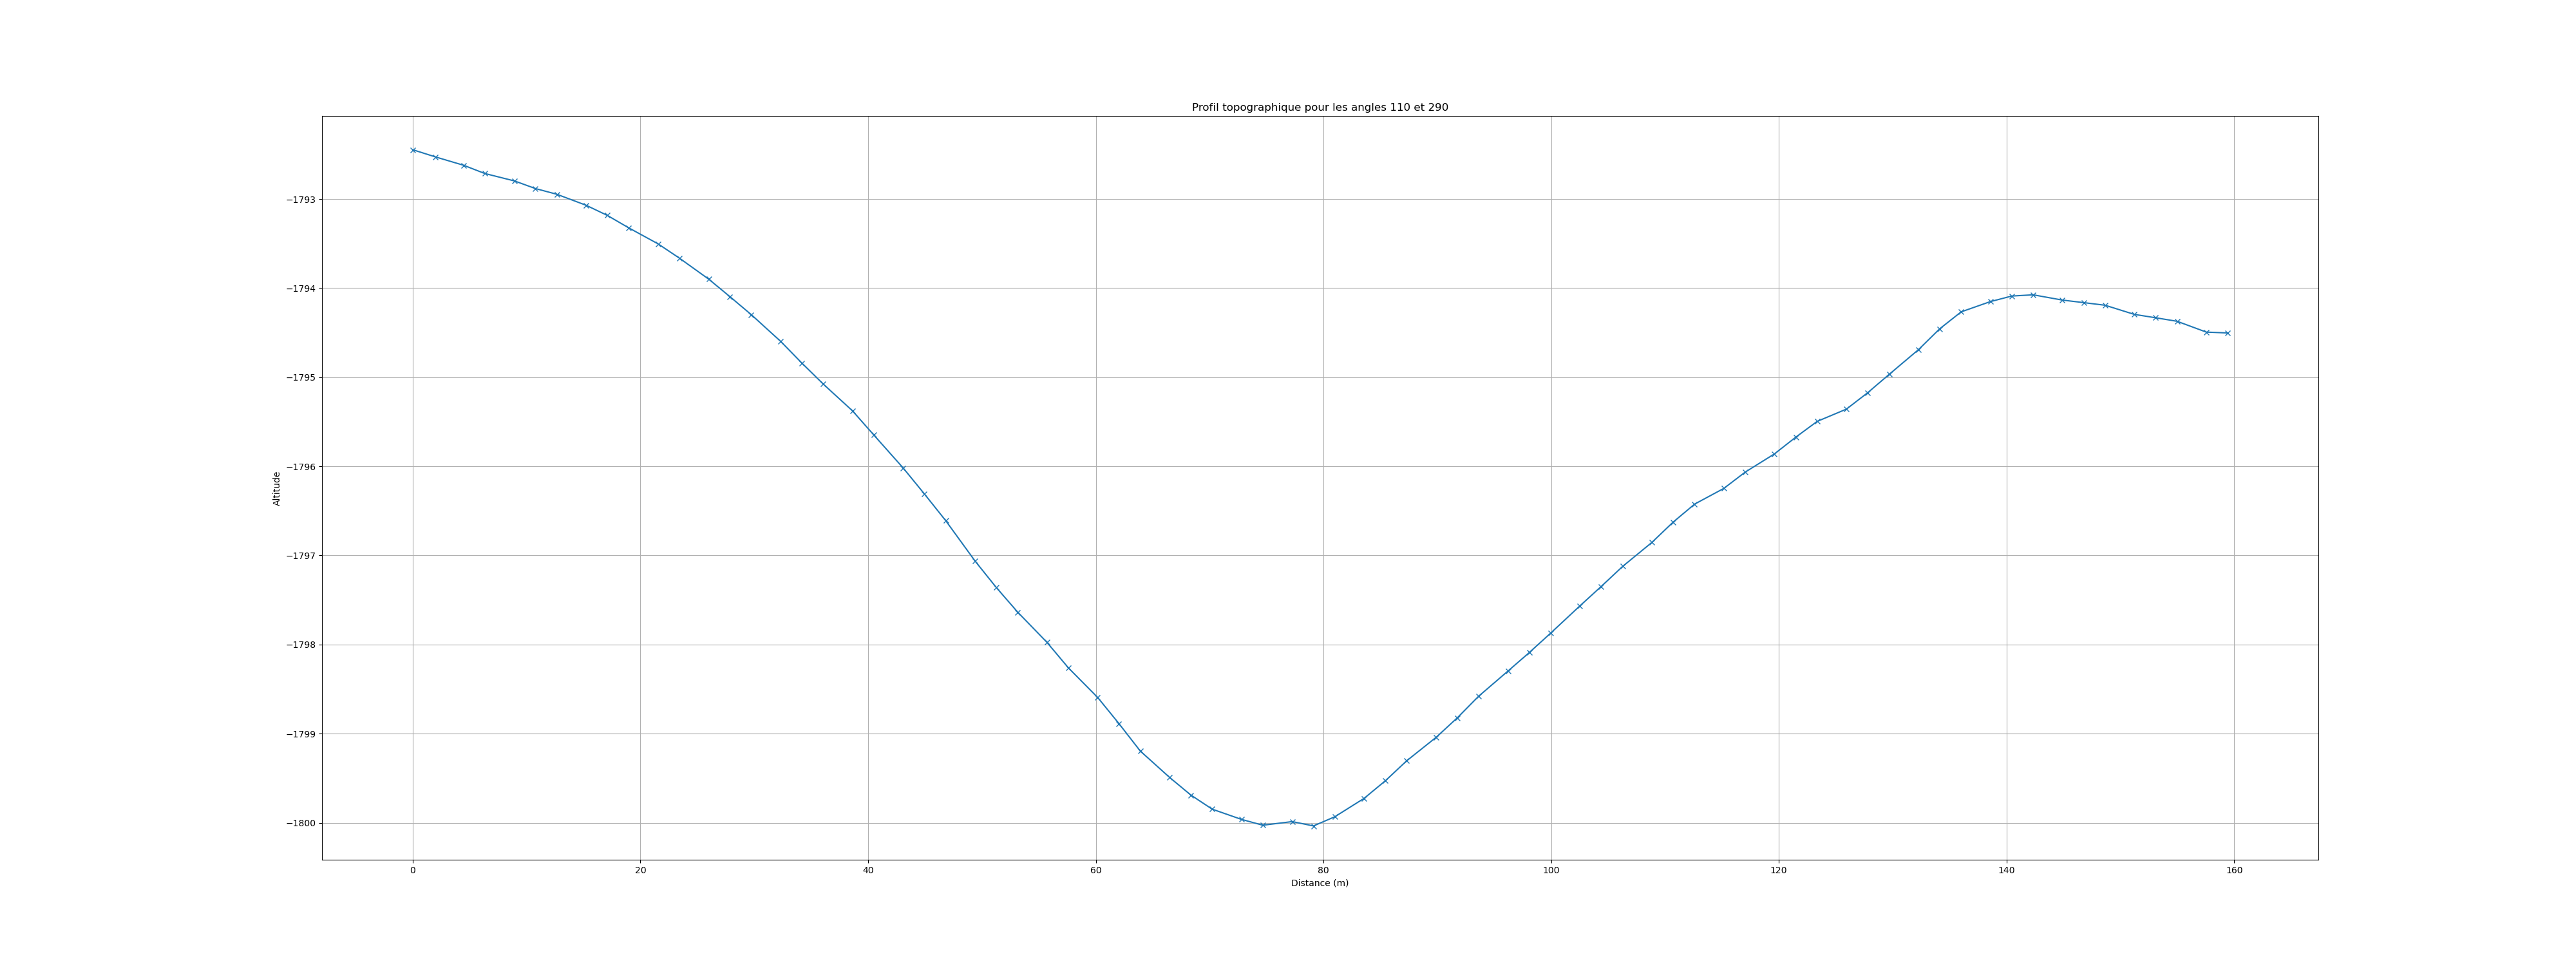 Profil topographique pour les angles 110 et 290
−1793
−1794
−1795
−1796
−1797
−1798
−1799
−1800
Altitude
0 20 40 60 80 100 120 140 160
Distance (m)